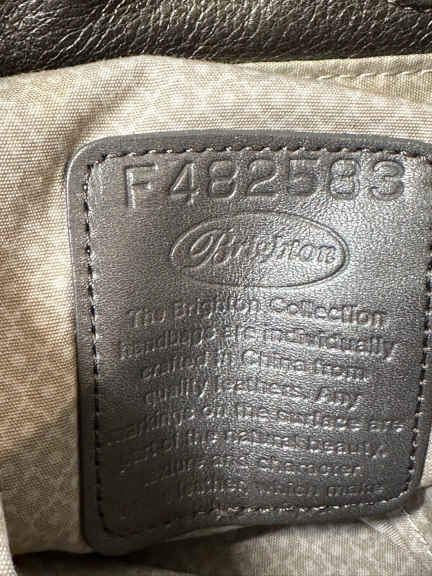 F482583
Brighton
The Brighton Collection
handbags are individually
crafted in China from
quality leathers. Any
markings on the surface are
part of the natural beauty,
texture and character
leather which make